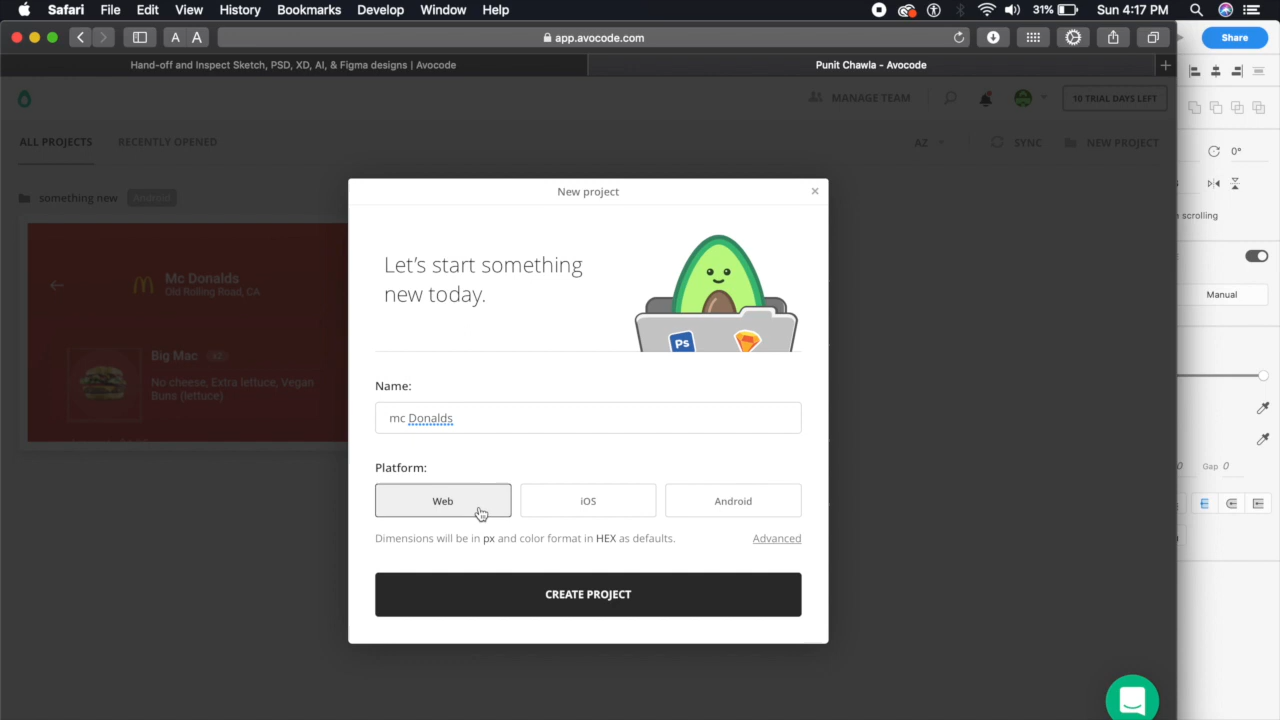 Safari File Edit View History Bookmarks Develop Window Help 31% Sun 4:17 PM
A A app.avocode.com Share
Hand-off and Inspect Sketch, PSD, XD, AI, & Figma designs | Avocode Punit Chawla - Avocode
MANAGE TEAM 10 TRIAL DAYS LEFT
ALL PROJECTS RECENTLY OPENED AZ SYNC NEW PROJECT
0°
something new Android
New project
scrolling
Mc Donalds
Old Rolling Road, CA
Let's start something
new today.
Manual
Ps
Big Mac x2
No cheese, Extra lettuce, Vegan
Buns (lettuce)
Name:
mc Donalds
Platform:
0 Gap 0
Web iOS Android
Dimensions will be in px and color format in HEX as defaults. Advanced
CREATE PROJECT